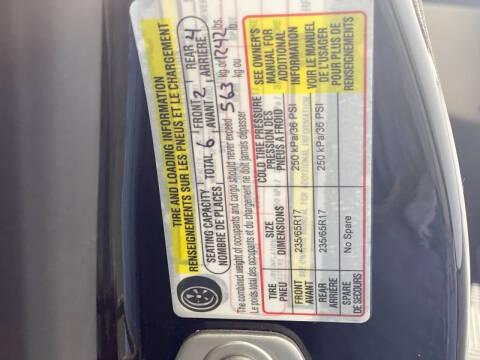 TIRE AND LOADING INFORMATION
RENSEIGNEMENTS SUR LES PNEUS ET LE CHARGEMENT
SEATING CAPACITY TOTAL 6 FRONT 2 REAR 4
NOMBRE DE PLACES AVANT ARRIÈRE
The combined weight of occupants and cargo should never exceed 563 kg or 1242 lbs.
Le poids total des occupants et du chargement ne doit jamais dépasser kg ou lb.
TIRE SIZE COLD TIRE PRESSURE SEE OWNER'S
PNEU DIMENSIONS PRESSION DES MANUAL FOR
PNEUS À FROID ADDITIONAL
INFORMATION
FRONT 235/65R17 250 kPa/36 PSI
AVANT
VOIR LE MANUEL
DE L'USAGER
POUR PLUS DE
RENSEIGNEMENTS
REAR 235/65R17 250 kPa/36 PSI
ARRIÈRE
SPARE No Spare
DE SECOURS